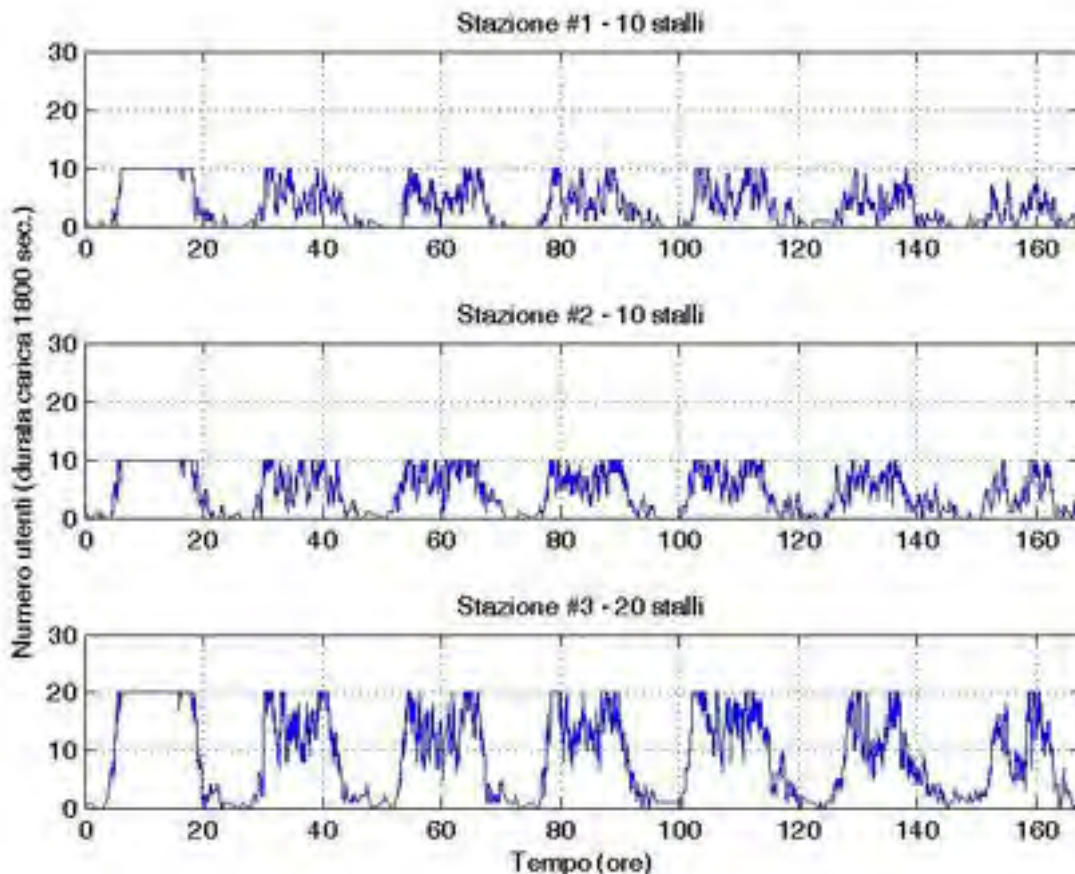 Stazione #1 - 10 stalli
30
20
10
0
0 20 40 60 80 100 120 140 160
Stazione #2 - 10 stalli
30
20
10
0
0 20 40 60 80 100 120 140 160
Stazione #3 - 20 stalli
30
20
10
0
0 20 40 60 80 100 120 140 160
Numero utenti (durata carica 1800 sec.)
Tempo (ore)